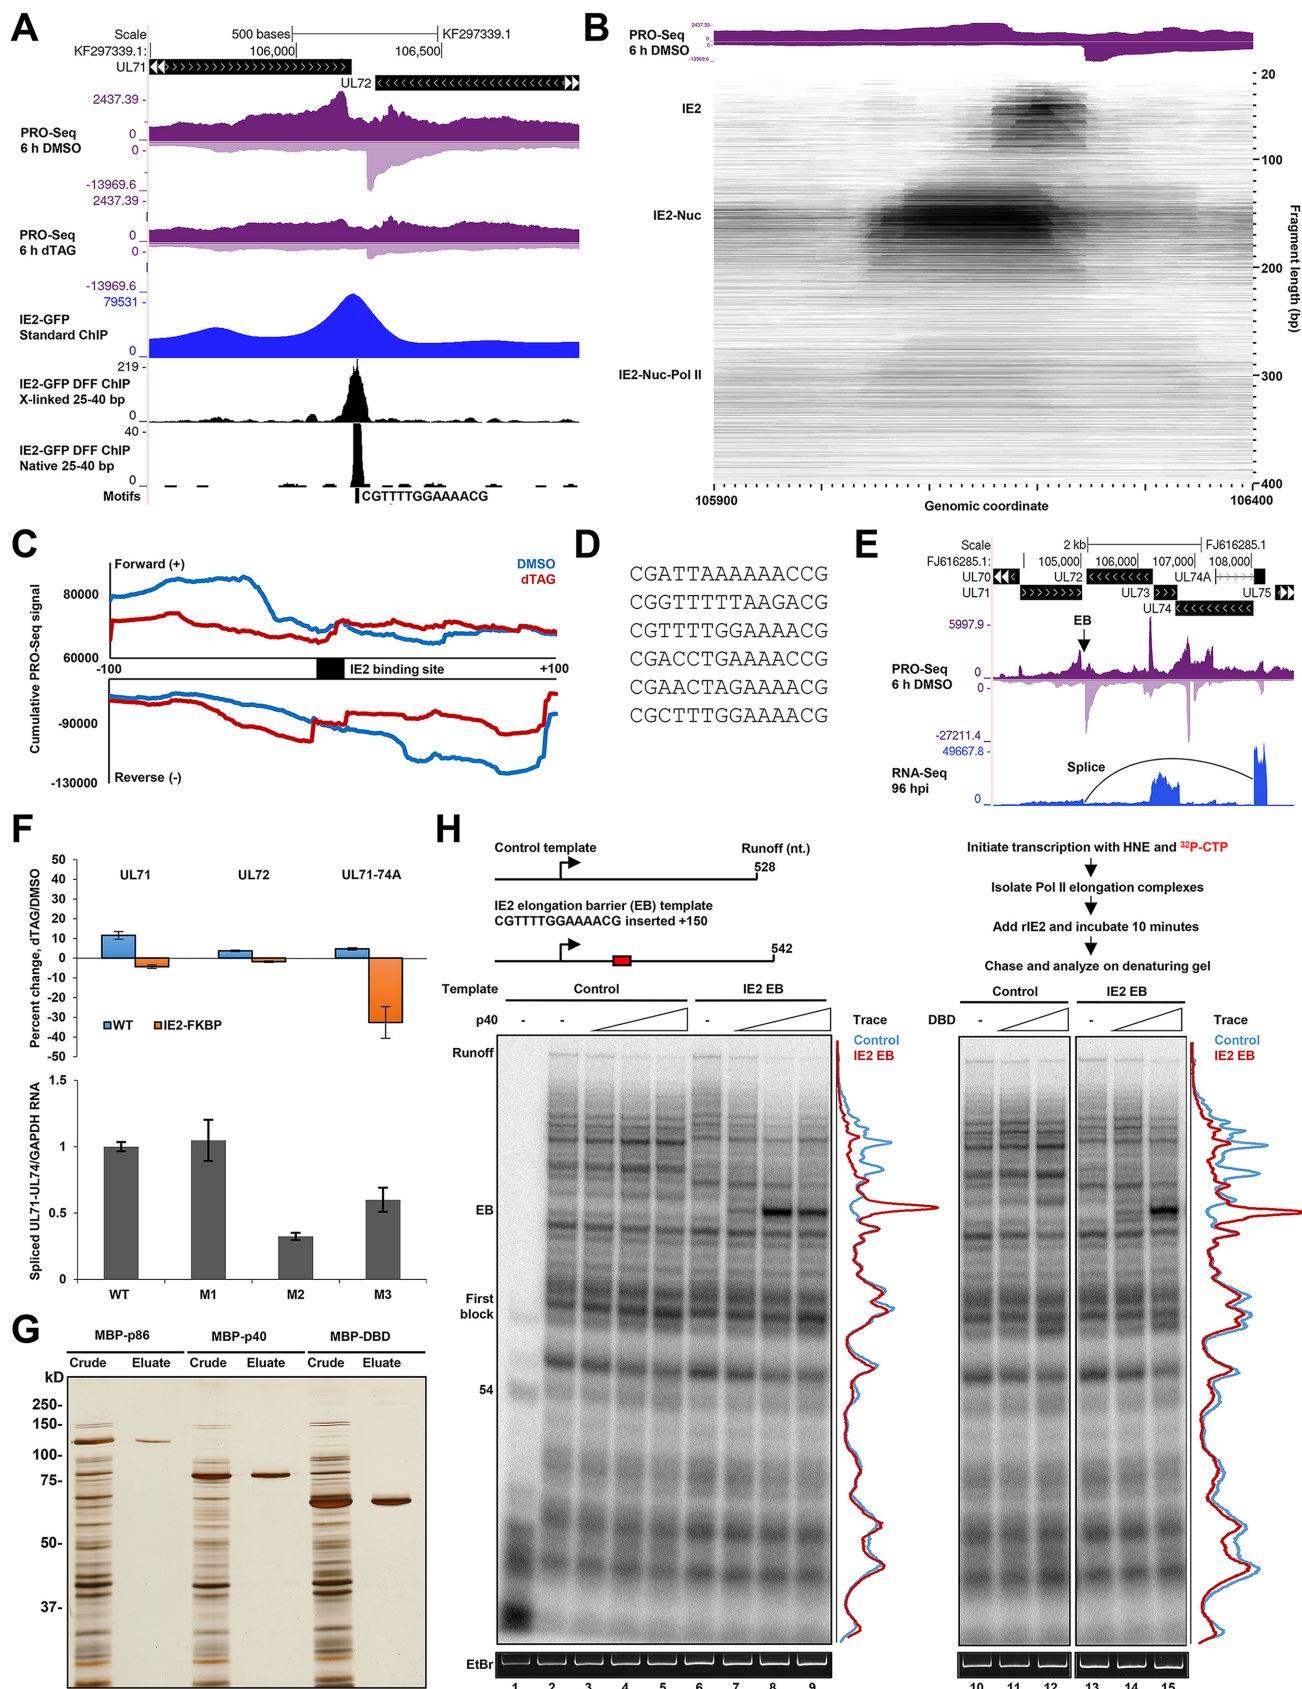 A
Scale 500 bases KF297339.1
KF297339.1: 106,000 106,500
UL71
UL72
2437.39
PRO-Seq
6 h DMSO
0
0
-13969.6
2437.39
PRO-Seq
6 h dTAG
0
0
-13969.6
79531
IE2-GFP
Standard ChIP
0
219
IE2-GFP DFF ChIP
X-linked 25-40 bp
0
40
IE2-GFP DFF ChIP
Native 25-40 bp
0
Motifs CGTTTTGGAAAACG
B
2437.39
PRO-Seq
6 h DMSO
0
0
-13969.6
20
IE2
100
IE2-Nuc
200
Fragment length (bp)
IE2-Nuc-Pol II
300
400
105900 106400
Genomic coordinate
C
Forward (+) DMSO
dTAG
80000
60000
-100 IE2 binding site +100
Cumulative PRO-Seq signal
-90000
-130000
Reverse (-)
D
CGATTAAAAAACCG
CGGTTTTTAAGACG
CGTTTTGGAAAACG
CGACCTGAAAACCG
CGAACTAGAAAACG
CGCTTTGGAAAACG
E
Scale 2 kb FJ616285.1
FJ616285.1: 105,000 106,000 107,000 108,000
UL70 UL72 UL74A
UL71 UL73 UL75
UL74
5997.9
EB
PRO-Seq
6 h DMSO
0
0
-27211.4
49667.8
RNA-Seq
96 hpi
Splice
0
F
50
40
30
20
10
0
-10
-20
-30
-40
-50
Percent change, dTAG/DMSO
UL71 UL72 UL71-74A
WT IE2-FKBP
1.5
1
0.5
0
Spliced UL71-UL74/GAPDH RNA
WT M1 M2 M3
G
MBP-p86 MBP-p40 MBP-DBD
Crude Eluate Crude Eluate Crude Eluate
kD
250-
150-
100-
75-
50-
37-
H
Control template Runoff (nt.)
528
IE2 elongation barrier (EB) template
CGTTTTGGAAAACG inserted +150
542
Initiate transcription with HNE and 32P-CTP
Isolate Pol II elongation complexes
Add rIE2 and incubate 10 minutes
Chase and analyze on denaturing gel
Template Control IE2 EB
p40 - - -
Trace
Control
IE2 EB
Control IE2 EB
DBD - -
Trace
Control
IE2 EB
Runoff
EB
First
block
54
EtBr
1 2 3 4 5 6 7 8 9 10 11 12 13 14 15